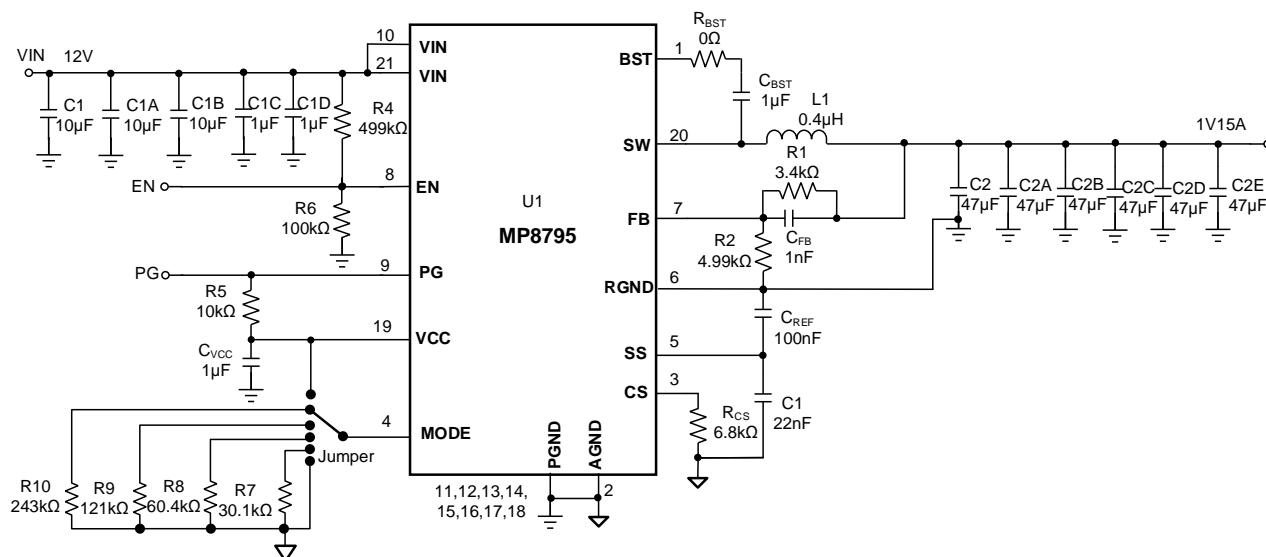 VIN 12V
C1
10µF
C1A
10µF
C1B
10µF
C1C
1µF
C1D
1µF
R4
499kΩ
EN
R6
100kΩ
PG
R5
10kΩ
CVCC
1µF
Jumper
R10
243kΩ
R9
121kΩ
R8
60.4kΩ
R7
30.1kΩ
10 VIN
21 VIN
8 EN
9 PG
19 VCC
4 MODE
U1
MP8795
BST 1
SW 20
FB 7
RGND 6
SS 5
CS 3
PGND
AGND
11,12,13,14,
15,16,17,18
2
RBST
0Ω
CBST
1µF
L1
0.4µH
R1
3.4kΩ
CFB
1nF
R2
4.99kΩ
CREF
100nF
C1
22nF
RCS
6.8kΩ
1V15A
C2
47µF
C2A
47µF
C2B
47µF
C2C
47µF
C2D
47µF
C2E
47µF